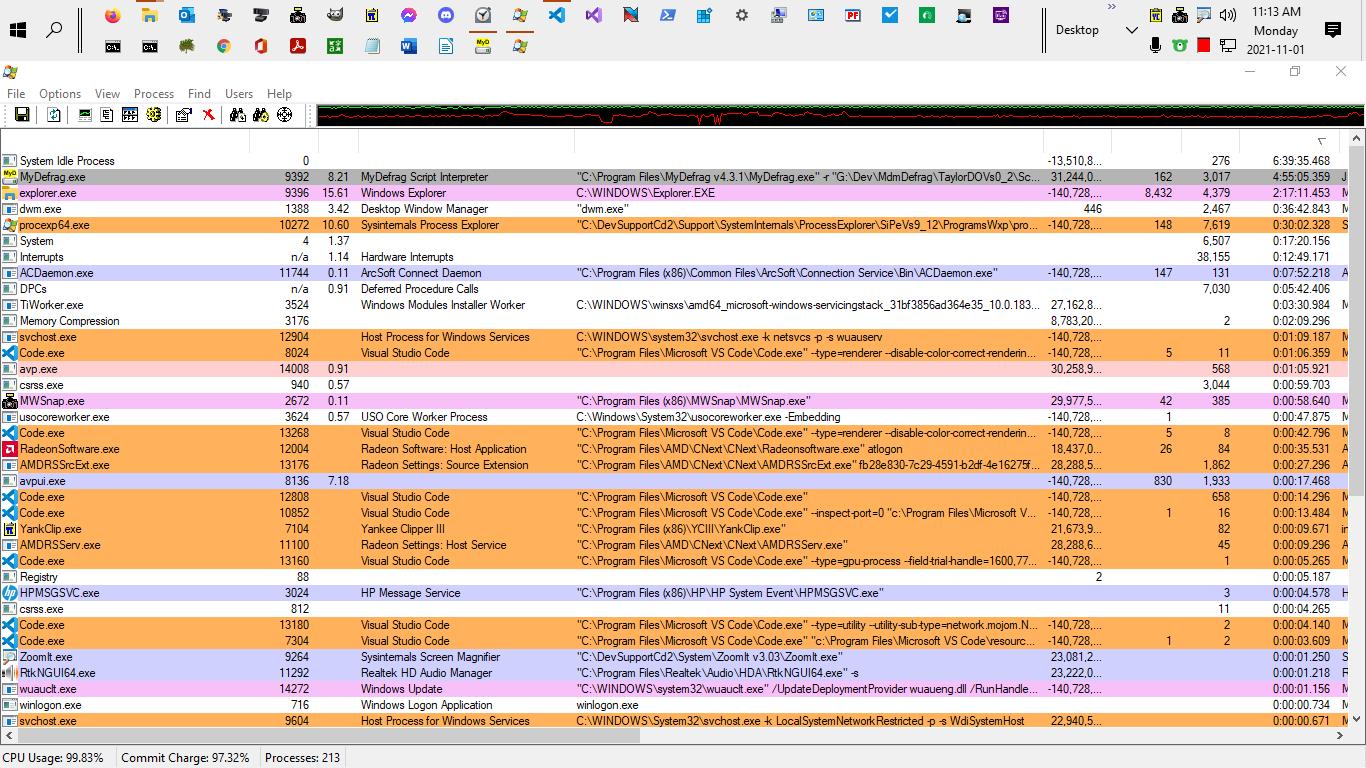 11:13 AM
Desktop
Monday
2021-11-01
File Options View Process Find Users Help
System Idle Process 0 -13,510,8... 276 6:39:35.468
MyDefrag.exe 9392 8.21 MyDefrag Script Interpreter "C:\Program Files\MyDefrag v4.3.1\MyDefrag.exe" -r "G:\Dev\MdmDefrag\TaylorDOVs0_2\Sc... 31,244,0... 162 3,017 4:55:05.359
explorer.exe 9396 15.61 Windows Explorer C:\WINDOWS\Explorer.EXE -140,728,... 8,432 4,379 2:17:11.453
dwm.exe 1388 3.42 Desktop Window Manager "dwm.exe" 446 2,467 0:36:42.843
procexp64.exe 10272 10.60 Sysinternals Process Explorer "C:\DevSupportCd2\Support\SystemInternals\ProcessExplorer\SiPeVs9_12\ProgramsWxp\pro... -140,728,... 148 7,619 0:30:02.328
System 4 1.37 6,507 0:17:20.156
Interrupts n/a 1.14 Hardware Interrupts 38,155 0:12:49.171
ACDaemon.exe 11744 0.11 ArcSoft Connect Daemon "C:\Program Files (x86)\Common Files\ArcSoft\Connection Service\Bin\ACDaemon.exe" -140,728,... 147 131 0:07:52.218
DPCs n/a 0.91 Deferred Procedure Calls 7,030 0:05:42.406
TiWorker.exe 3524 Windows Modules Installer Worker C:\WINDOWS\winsxs\amd64_microsoft-windows-servicingstack_31bf3856ad364e35_10.0.183... 27,162,8... 0:03:30.984
Memory Compression 3176 8,783,20... 2 0:02:09.296
svchost.exe 12904 Host Process for Windows Services C:\WINDOWS\system32\svchost.exe -k netsvcs -p -s wuauserv -140,728,... 0:01:09.187
Code.exe 8024 Visual Studio Code "C:\Program Files\Microsoft VS Code\Code.exe" --type=renderer --disable-color-correct-renderin... -140,728,... 5 11 0:01:06.359
avp.exe 14008 0.91 30,258,9... 568 0:01:05.921
csrss.exe 940 0.57 3,044 0:00:59.703
MWSnap.exe 2672 0.11 "C:\Program Files (x86)\MWSnap\MWSnap.exe" 29,977,5... 42 385 0:00:58.640
usocoreworker.exe 3624 0.57 USO Core Worker Process C:\Windows\System32\usocoreworker.exe -Embedding -140,728,... 1 0:00:47.875
Code.exe 13268 Visual Studio Code "C:\Program Files\Microsoft VS Code\Code.exe" --type=renderer --disable-color-correct-renderin... -140,728,... 5 8 0:00:42.796
RadeonSoftware.exe 12004 Radeon Software: Host Application "C:\Program Files\AMD\CNext\CNext\Radeonsoftware.exe" atlogon 18,437,0... 26 84 0:00:35.531
AMDRSSrcExt.exe 13176 Radeon Settings: Source Extension "C:\Program Files\AMD\CNext\CNext\AMDRSSrcExt.exe" fb28e830-7c29-4591-b2df-4e16275f... 28,288,5... 1,862 0:00:27.296
avpui.exe 8136 7.18 -140,728,... 830 1,933 0:00:17.468
Code.exe 12808 Visual Studio Code "C:\Program Files\Microsoft VS Code\Code.exe" -140,728,... 658 0:00:14.296
Code.exe 10852 Visual Studio Code "C:\Program Files\Microsoft VS Code\Code.exe" --inspect-port=0 "c:\Program Files\Microsoft V... -140,728,... 1 16 0:00:13.484
YankClip.exe 7104 Yankee Clipper III "C:\Program Files (x86)\YCIII\YankClip.exe" 21,673,9... 82 0:00:09.671
AMDRSServ.exe 11100 Radeon Settings: Host Service "C:\Program Files\AMD\CNext\CNext\AMDRSServ.exe" 28,288,6... 45 0:00:09.296
Code.exe 13160 Visual Studio Code "C:\Program Files\Microsoft VS Code\Code.exe" --type=gpu-process --field-trial-handle=1600,77... -140,728,... 1 0:00:05.265
Registry 88 2 0:00:05.187
HPMSGSVC.exe 3024 HP Message Service "C:\Program Files (x86)\HP\HP System Event\HPMSGSVC.exe" 3 0:00:04.578
csrss.exe 812 11 0:00:04.265
Code.exe 13180 Visual Studio Code "C:\Program Files\Microsoft VS Code\Code.exe" --type=utility --utility-sub-type=network.mojom.N... -140,728,... 2 0:00:04.140
Code.exe 7304 Visual Studio Code "C:\Program Files\Microsoft VS Code\Code.exe" "c:\Program Files\Microsoft VS Code\resourc... -140,728,... 1 2 0:00:03.609
ZoomIt.exe 9264 Sysinternals Screen Magnifier "C:\DevSupportCd2\System\ZoomIt v3.03\ZoomIt.exe" 23,081,2... 0:00:01.250
RtkNGUI64.exe 11292 Realtek HD Audio Manager "C:\Program Files\Realtek\Audio\HDA\RtkNGUI64.exe" -s 23,222,0... 0:00:01.218
wuauclt.exe 14272 Windows Update "C:\WINDOWS\system32\wuauclt.exe" /UpdateDeploymentProvider wuaueng.dll /RunHandle... -140,728,... 0:00:01.156
winlogon.exe 716 Windows Logon Application winlogon.exe 0:00:00.734
svchost.exe 9604 Host Process for Windows Services C:\WINDOWS\System32\svchost.exe -k LocalSystemNetworkRestricted -p -s WdiSystemHost 22,940,5... 0:00:00.671
CPU Usage: 99.83% Commit Charge: 97.32% Processes: 213